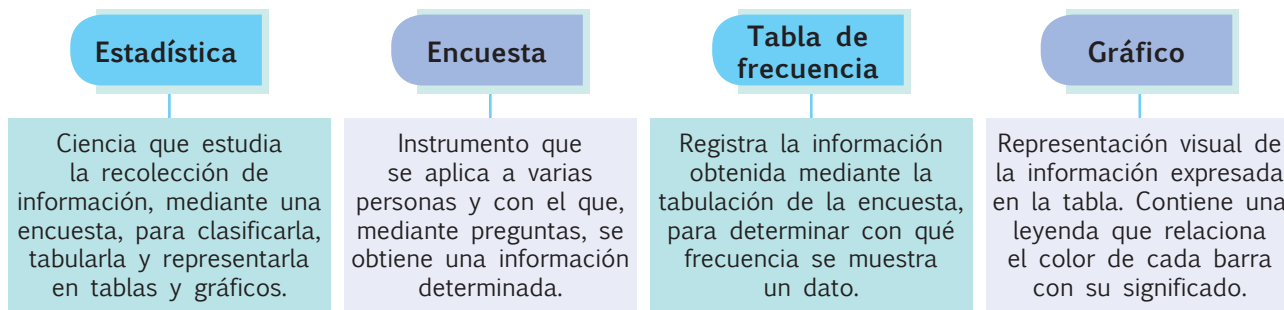 Estadística
Ciencia que estudia
la recolección de
información, mediante una
encuesta, para clasificarla,
tabularla y representarla
en tablas y gráficos.
Encuesta
Instrumento que
se aplica a varias
personas y con el que,
mediante preguntas, se
obtiene una información
determinada.
Tabla de
frecuencia
Registra la información
obtenida mediante la
tabulación de la encuesta,
para determinar con qué
frecuencia se muestra
un dato.
Gráfico
Representación visual de
la información expresada
en la tabla. Contiene una
leyenda que relaciona
el color de cada barra
con su significado.